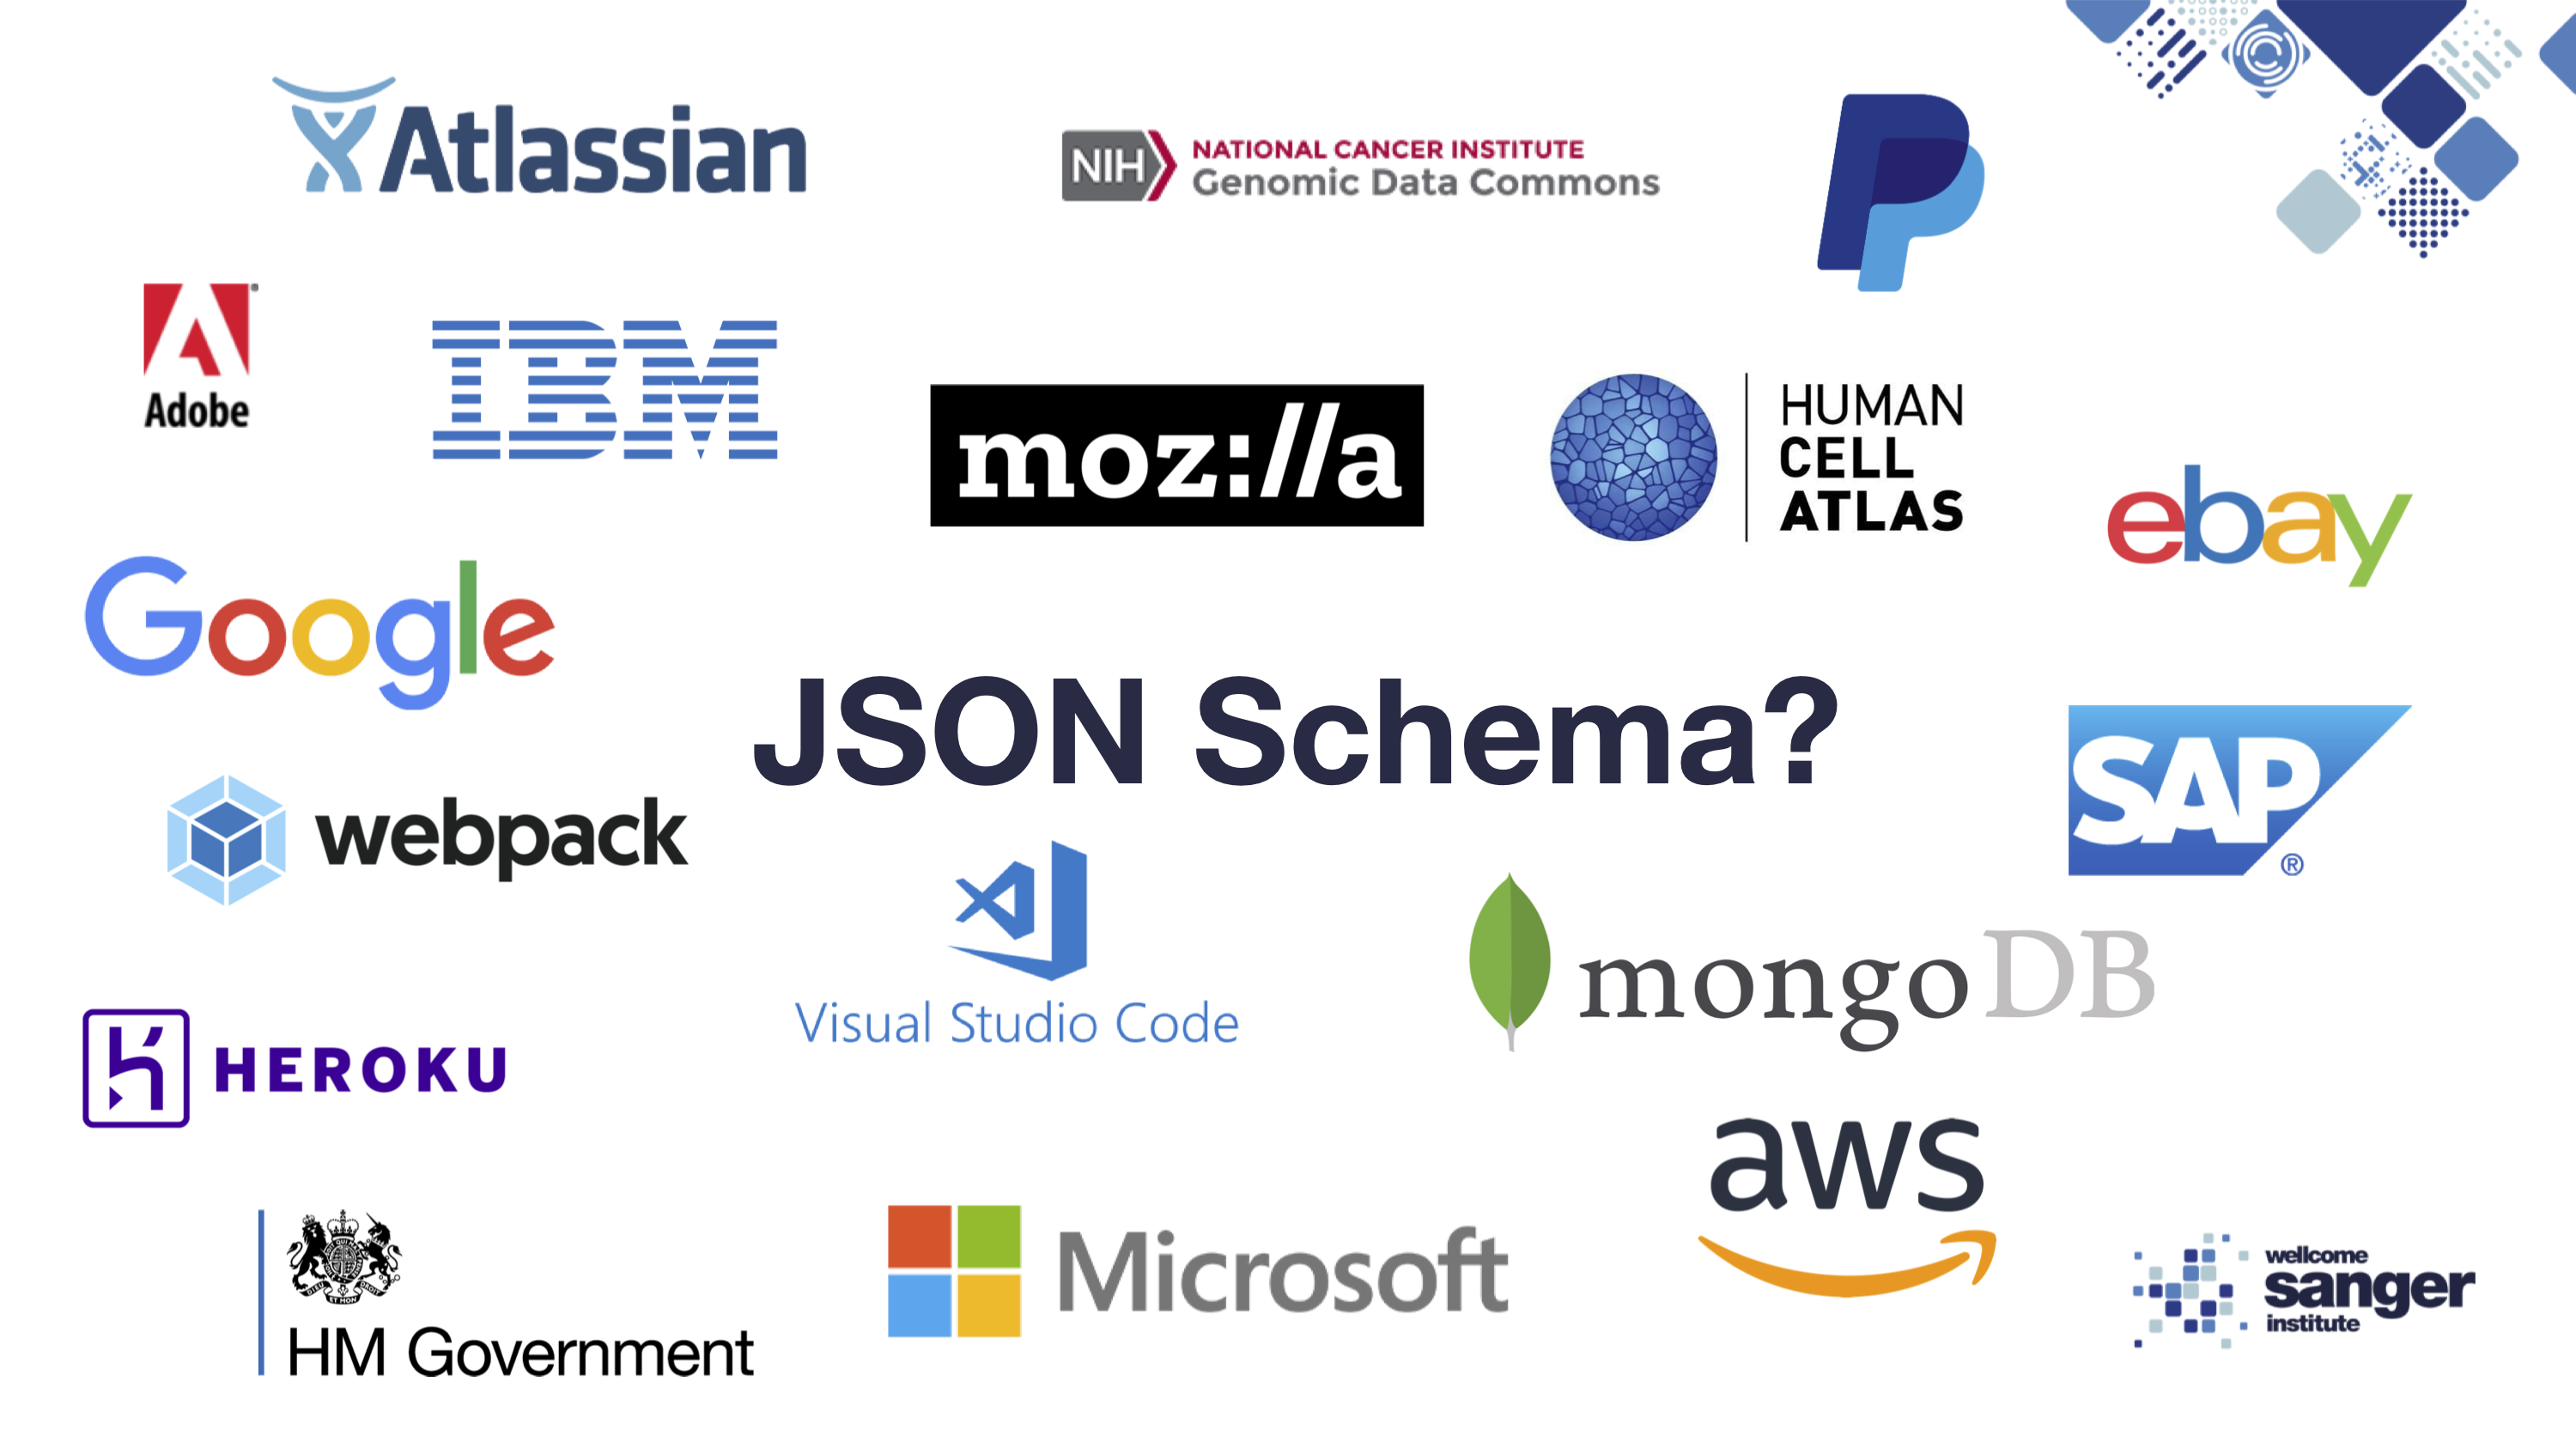 Atlassian
NIH
NATIONAL CANCER INSTITUTE
Genomic Data Commons
Adobe
IBM
moz://a
HUMAN
CELL
ATLAS
ebay
Google
JSON Schema?
SAP
®
webpack
Visual Studio Code
mongoDB
HEROKU
aws
HM Government
Microsoft
wellcome
sanger
institute